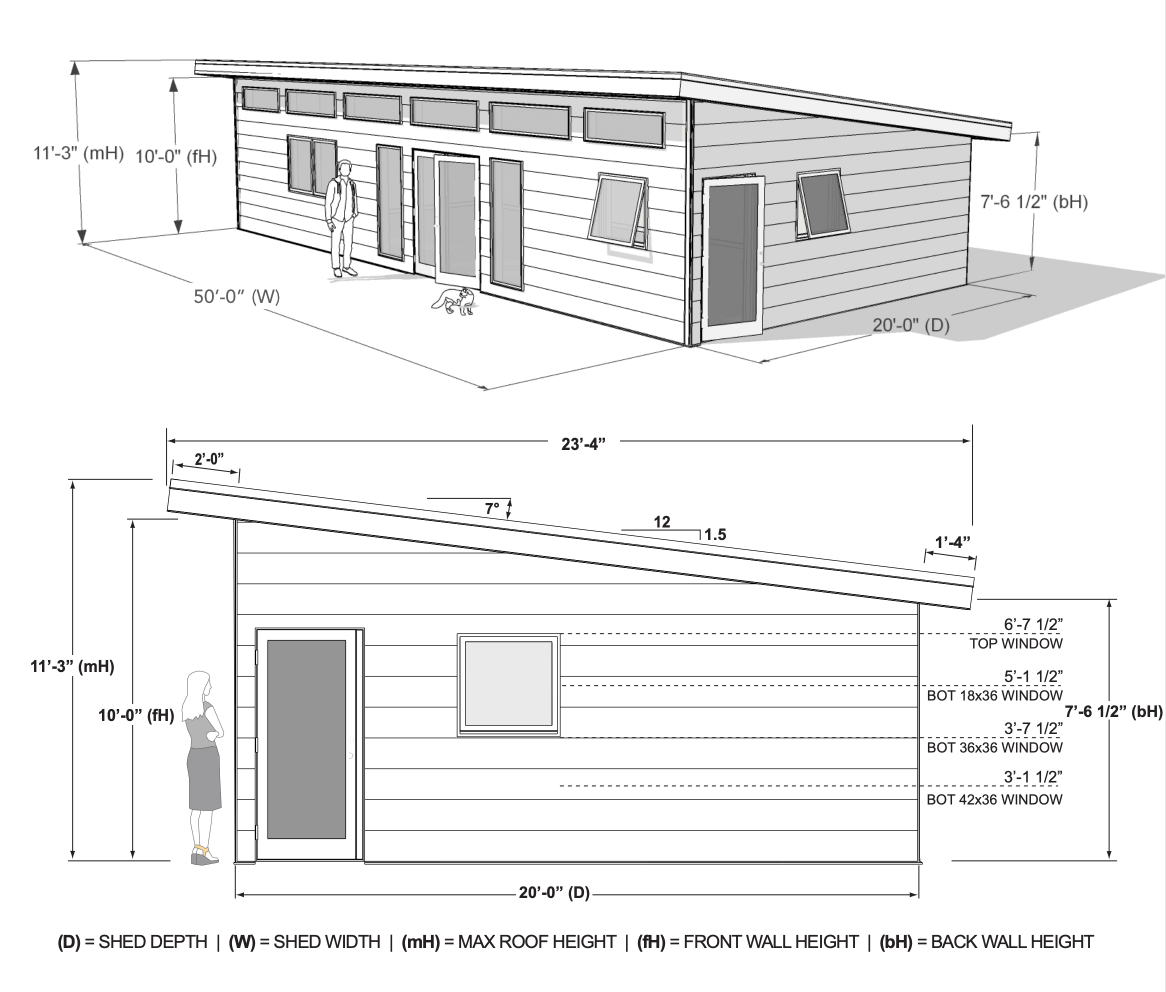 11'-3" (mH)
10'-0" (fH)
7'-6 1/2" (bH)
50'-0" (W)
20'-0" (D)
23'-4"
2'-0"
7°
12
1.5
1'-4"
6'-7 1/2"
TOP WINDOW
5'-1 1/2"
BOT 18x36 WINDOW
3'-7 1/2"
BOT 36x36 WINDOW
3'-1 1/2"
BOT 42x36 WINDOW
11'-3" (mH)
10'-0" (fH)
7'-6 1/2" (bH)
20'-0" (D)
(D) = SHED DEPTH | (W) = SHED WIDTH | (mH) = MAX ROOF HEIGHT | (fH) = FRONT WALL HEIGHT | (bH) = BACK WALL HEIGHT